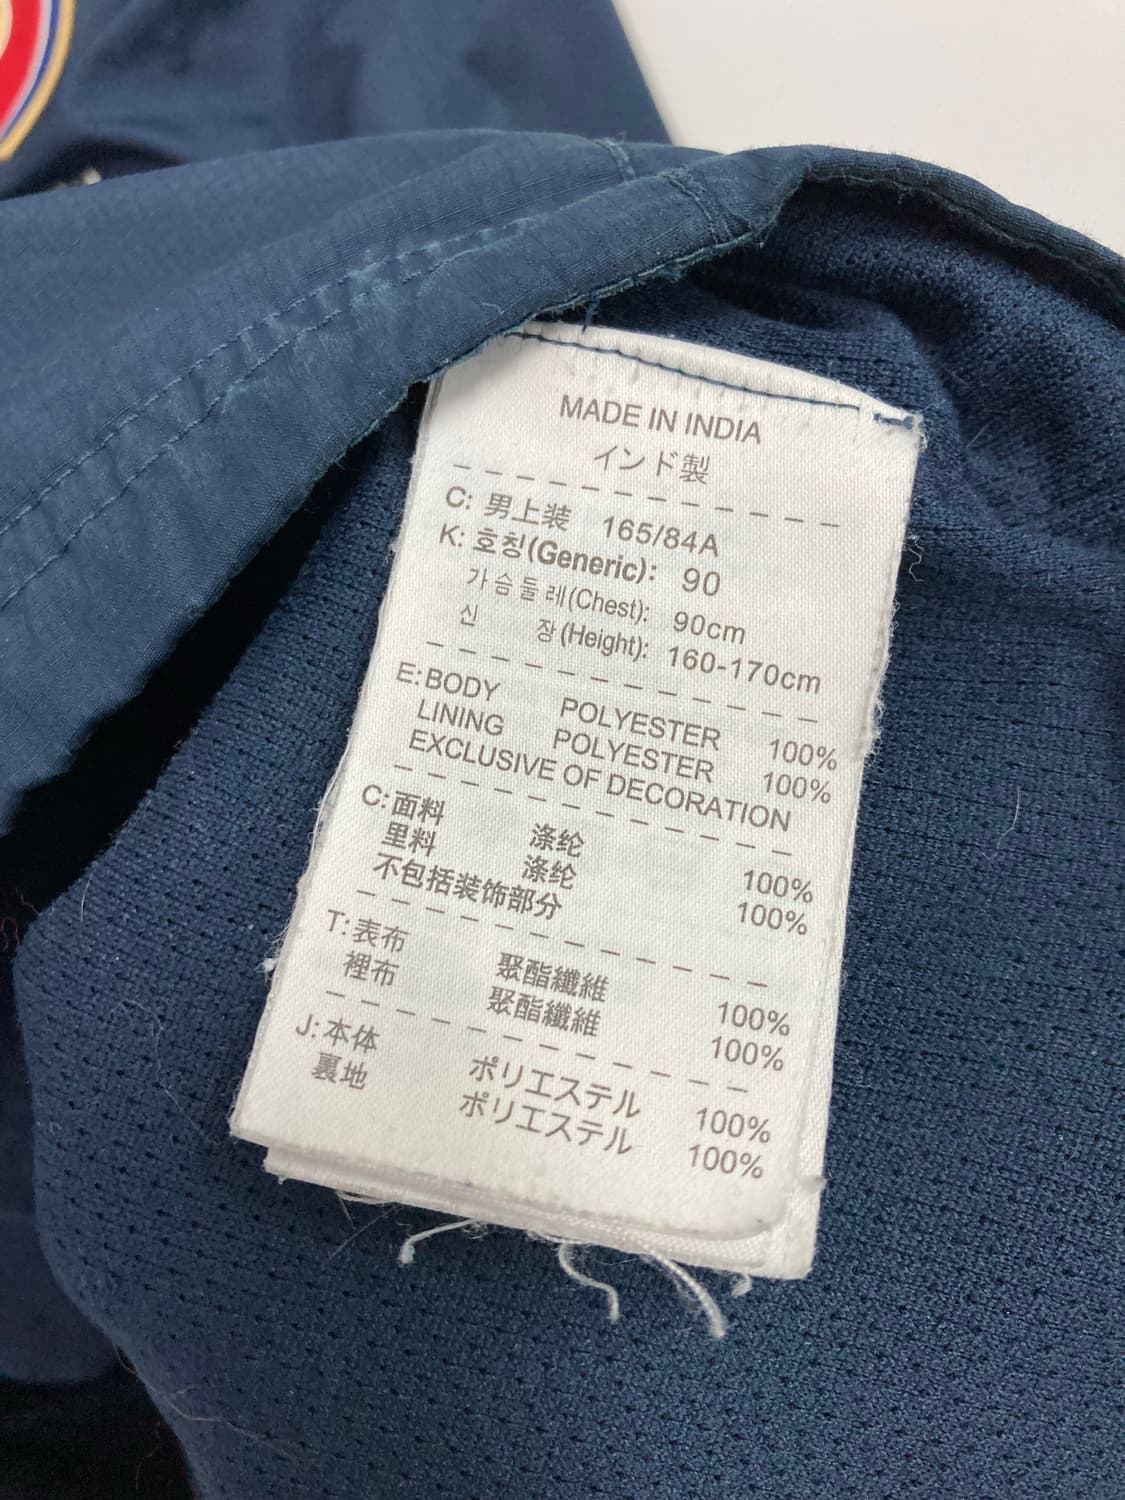 MADE IN INDIA
インド製
C: 男上装 165/84A
K: 호칭(Generic): 90
가슴둘레(Chest): 90cm
신 장(Height): 160-170cm
E: BODY POLYESTER 100%
LINING POLYESTER 100%
EXCLUSIVE OF DECORATION
C: 面料 涤纶 100%
里料 涤纶 100%
不包括装饰部分
T: 表布 聚酯纖維 100%
裡布 聚酯纖維 100%
J: 本体 ポリエステル 100%
裏地 ポリエステル 100%